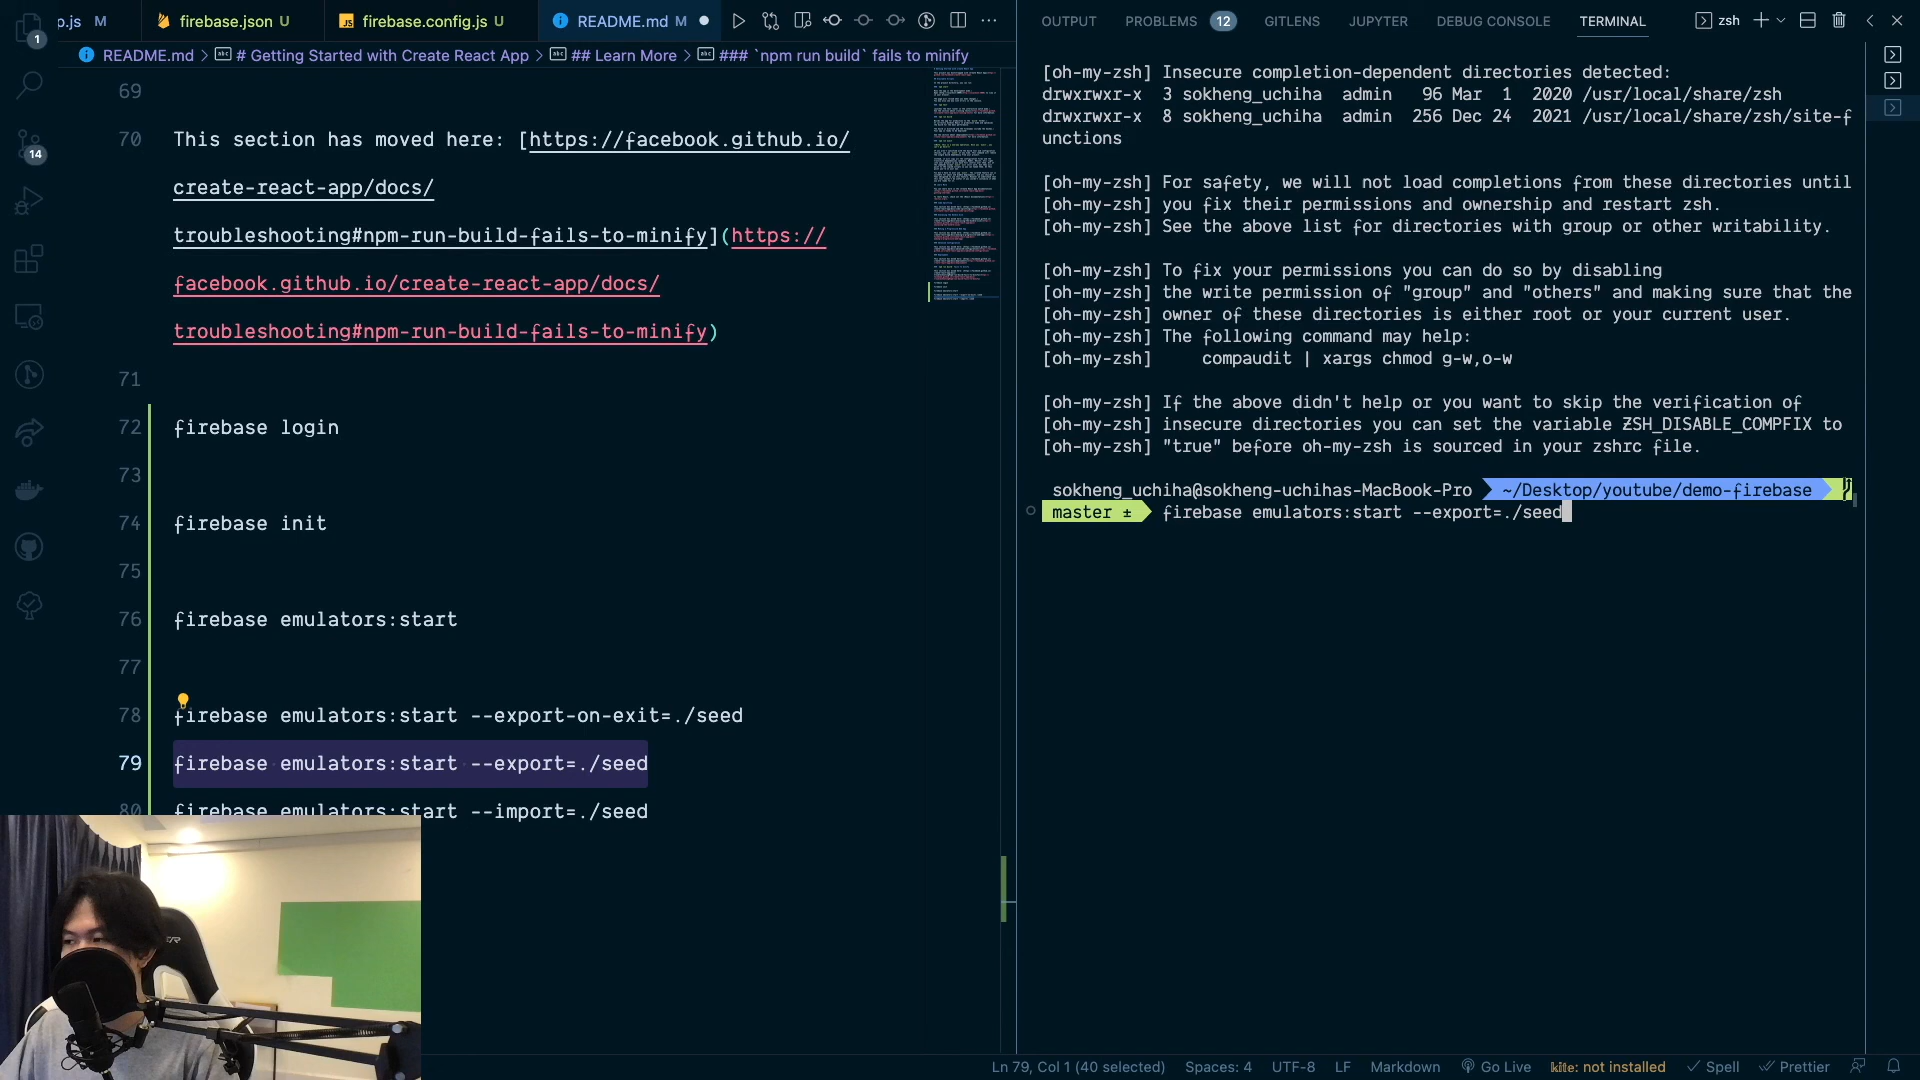 p.js M firebase.json U firebase.config.js U README.md M
README.md > # Getting Started with Create React App > ## Learn More > ### `npm run build` fails to minify
69
70 This section has moved here: [https://facebook.github.io/
create-react-app/docs/
troubleshooting#npm-run-build-fails-to-minify](https://
facebook.github.io/create-react-app/docs/
troubleshooting#npm-run-build-fails-to-minify)
71
72 firebase login
73
74 firebase init
75
76 firebase emulators:start
77
78 firebase emulators:start --export-on-exit=./seed
79 firebase emulators:start --export=./seed
80 firebase emulators:start --import=./seed
1
14
OUTPUT PROBLEMS 12 GITLENS JUPYTER DEBUG CONSOLE TERMINAL zsh
[oh-my-zsh] Insecure completion-dependent directories detected:
drwxrwxr-x 3 sokheng_uchiha admin 96 Mar 1 2020 /usr/local/share/zsh
drwxrwxr-x 8 sokheng_uchiha admin 256 Dec 24 2021 /usr/local/share/zsh/site-f
unctions
[oh-my-zsh] For safety, we will not load completions from these directories until
[oh-my-zsh] you fix their permissions and ownership and restart zsh.
[oh-my-zsh] See the above list for directories with group or other writability.
[oh-my-zsh] To fix your permissions you can do so by disabling
[oh-my-zsh] the write permission of "group" and "others" and making sure that the
[oh-my-zsh] owner of these directories is either root or your current user.
[oh-my-zsh] The following command may help:
[oh-my-zsh] compaudit | xargs chmod g-w,o-w
[oh-my-zsh] If the above didn't help or you want to skip the verification of
[oh-my-zsh] insecure directories you can set the variable ZSH_DISABLE_COMPFIX to
[oh-my-zsh] "true" before oh-my-zsh is sourced in your zshrc file.
sokheng_uchiha@sokheng-uchihas-MacBook-Pro ~/Desktop/youtube/demo-firebase
master ± firebase emulators:start --export=./seed
Ln 79, Col 1 (40 selected) Spaces: 4 UTF-8 LF Markdown Go Live kite: not installed Spell Prettier